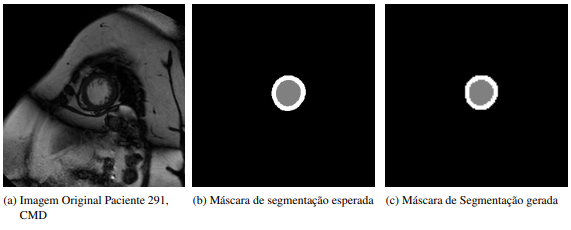 (a) Imagem Original Paciente 291,
CMD
(b) Máscara de segmentação esperada
(c) Máscara de Segmentação gerada